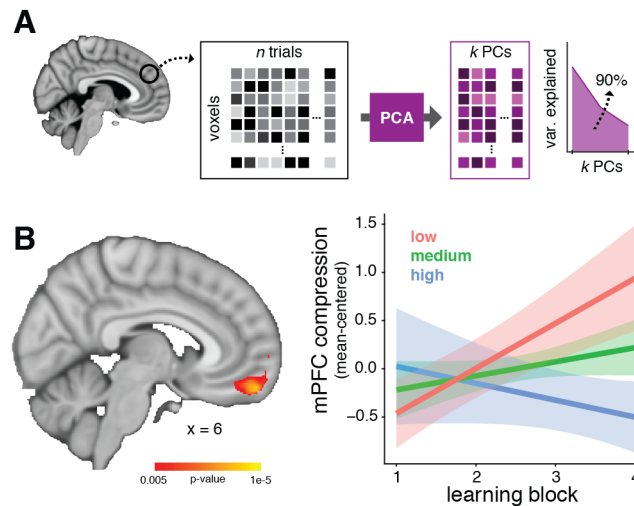 A
n trials
voxels
...
...
PCA
k PCs
...
...
var. explained
90%
k PCs
B
x = 6
0.005 p-value 1e-5
mPFC compression
(mean-centered)
low
medium
high
1.5
1.0
0.5
0.0
−0.5
1 2 3 4
learning block